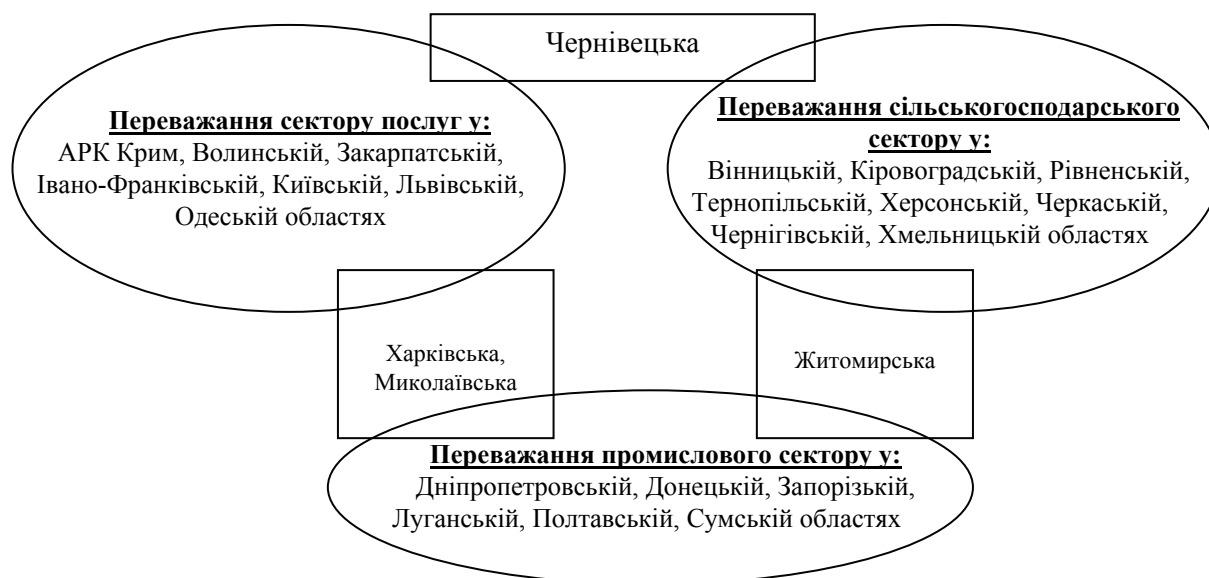 Чернівецька
Переважання сектору послуг у:
АРК Крим, Волинській, Закарпатській,
Івано-Франківській, Київській, Львівській,
Одеській областях
Переважання сільськогосподарського
сектору у:
Вінницькій, Кіровоградській, Рівненській,
Тернопільській, Херсонській, Черкаській,
Чернігівській, Хмельницькій областях
Харківська,
Миколаївська
Житомирська
Переважання промислового сектору у:
Дніпропетровській, Донецькій, Запорізькій,
Луганській, Полтавській, Сумській областях